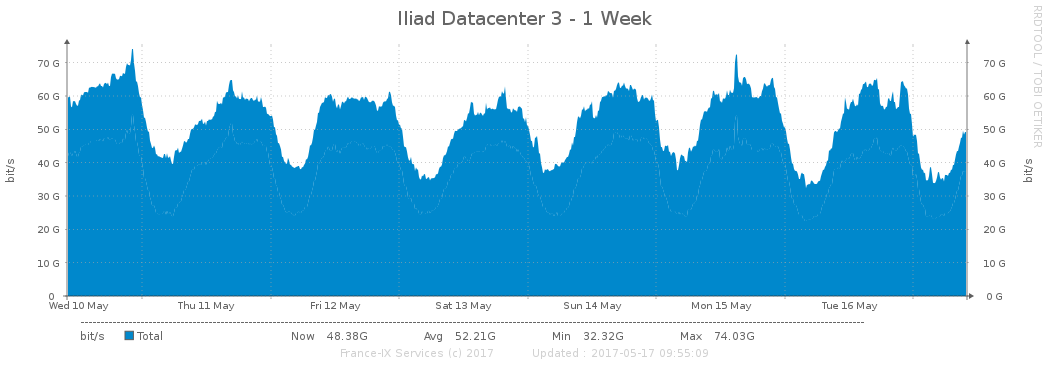 Iliad Datacenter 3 - 1 Week
RRDTOOL / TOBI OETIKER
bit/s
bit/s
70 G
70 G
60 G
60 G
50 G
50 G
40 G
40 G
30 G
30 G
20 G
20 G
10 G
10 G
0
0 G
Wed 10 May Thu 11 May Fri 12 May Sat 13 May Sun 14 May Mon 15 May Tue 16 May
bit/s Total Now 48.38G Avg 52.21G Min 32.32G Max 74.03G
France-IX Services (c) 2017 Updated : 2017-05-17 09:55:09